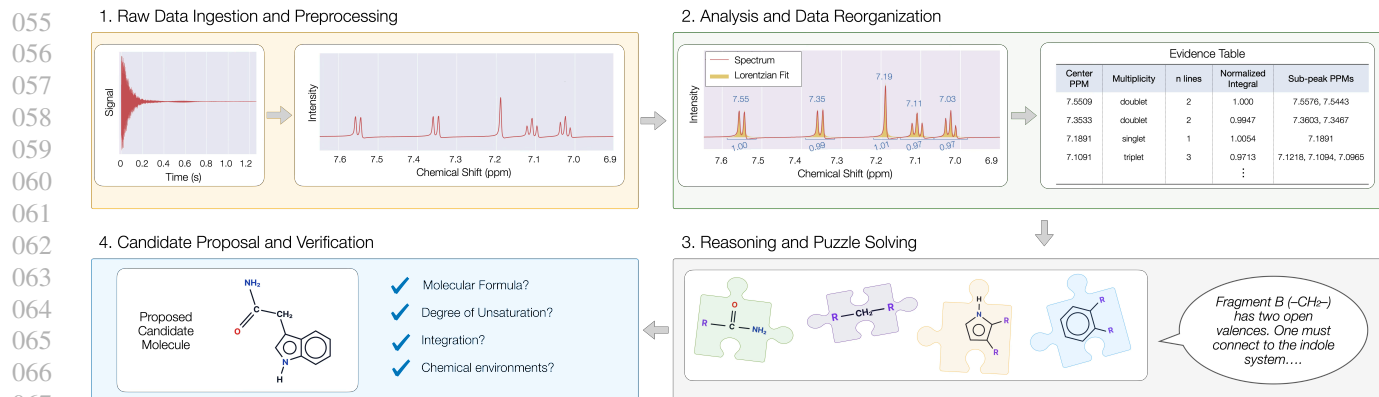 055
056
057
058
059
060
061
062
063
064
065
066
1. Raw Data Ingestion and Preprocessing
Signal
0 0.2 0.4 0.6 0.8 1.0 1.2
Time (s)
Intensity
7.6 7.5 7.4 7.3 7.2 7.1 7.0 6.9
Chemical Shift (ppm)
2. Analysis and Data Reorganization
Spectrum
Lorentzian Fit
Intensity
7.55 7.35 7.19 7.11 7.03
1.00 0.99 1.01 0.97 0.97
7.6 7.5 7.4 7.3 7.2 7.1 7.0 6.9
Chemical Shift (ppm)
Evidence Table
Center PPM Multiplicity n lines Normalized Integral Sub-peak PPMs
7.5509 doublet 2 1.000 7.5576, 7.5443
7.3533 doublet 2 0.9947 7.3603, 7.3467
7.1891 singlet 1 1.0054 7.1891
7.1091 triplet 3 0.9713 7.1218, 7.1094, 7.0965
⋮
3. Reasoning and Puzzle Solving
O
R C NH₂
R CH₂ R
H
N R
R
R
R
Fragment B (–CH₂–)
has two open
valences. One must
connect to the indole
system….
4. Candidate Proposal and Verification
Proposed
Candidate
Molecule
NH₂
C CH₂
O
N
H
Molecular Formula?
Degree of Unsaturation?
Integration?
Chemical environments?